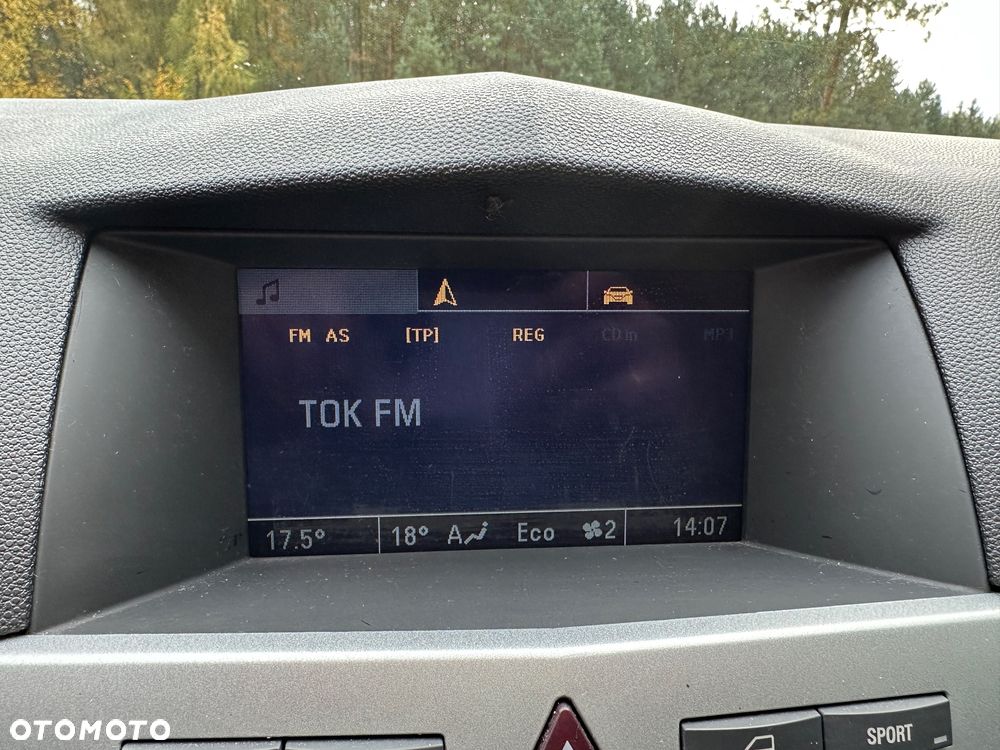 FM AS [TP] REG CD in MP3
TOK FM
17.5° 18° A Eco 2 14:07
SPORT
OTOMOTO